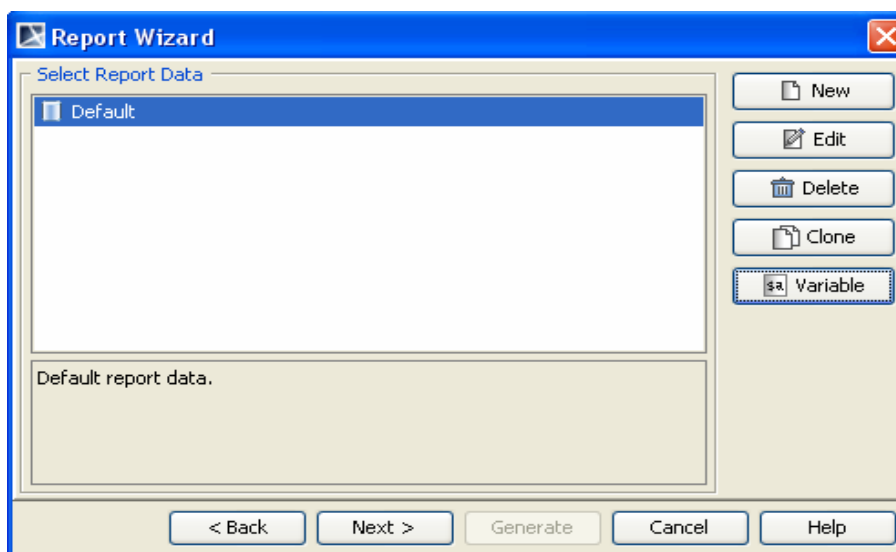 Report Wizard
Select Report Data
Default
Default report data.
New
Edit
Delete
Clone
$a Variable
< Back
Next >
Generate
Cancel
Help